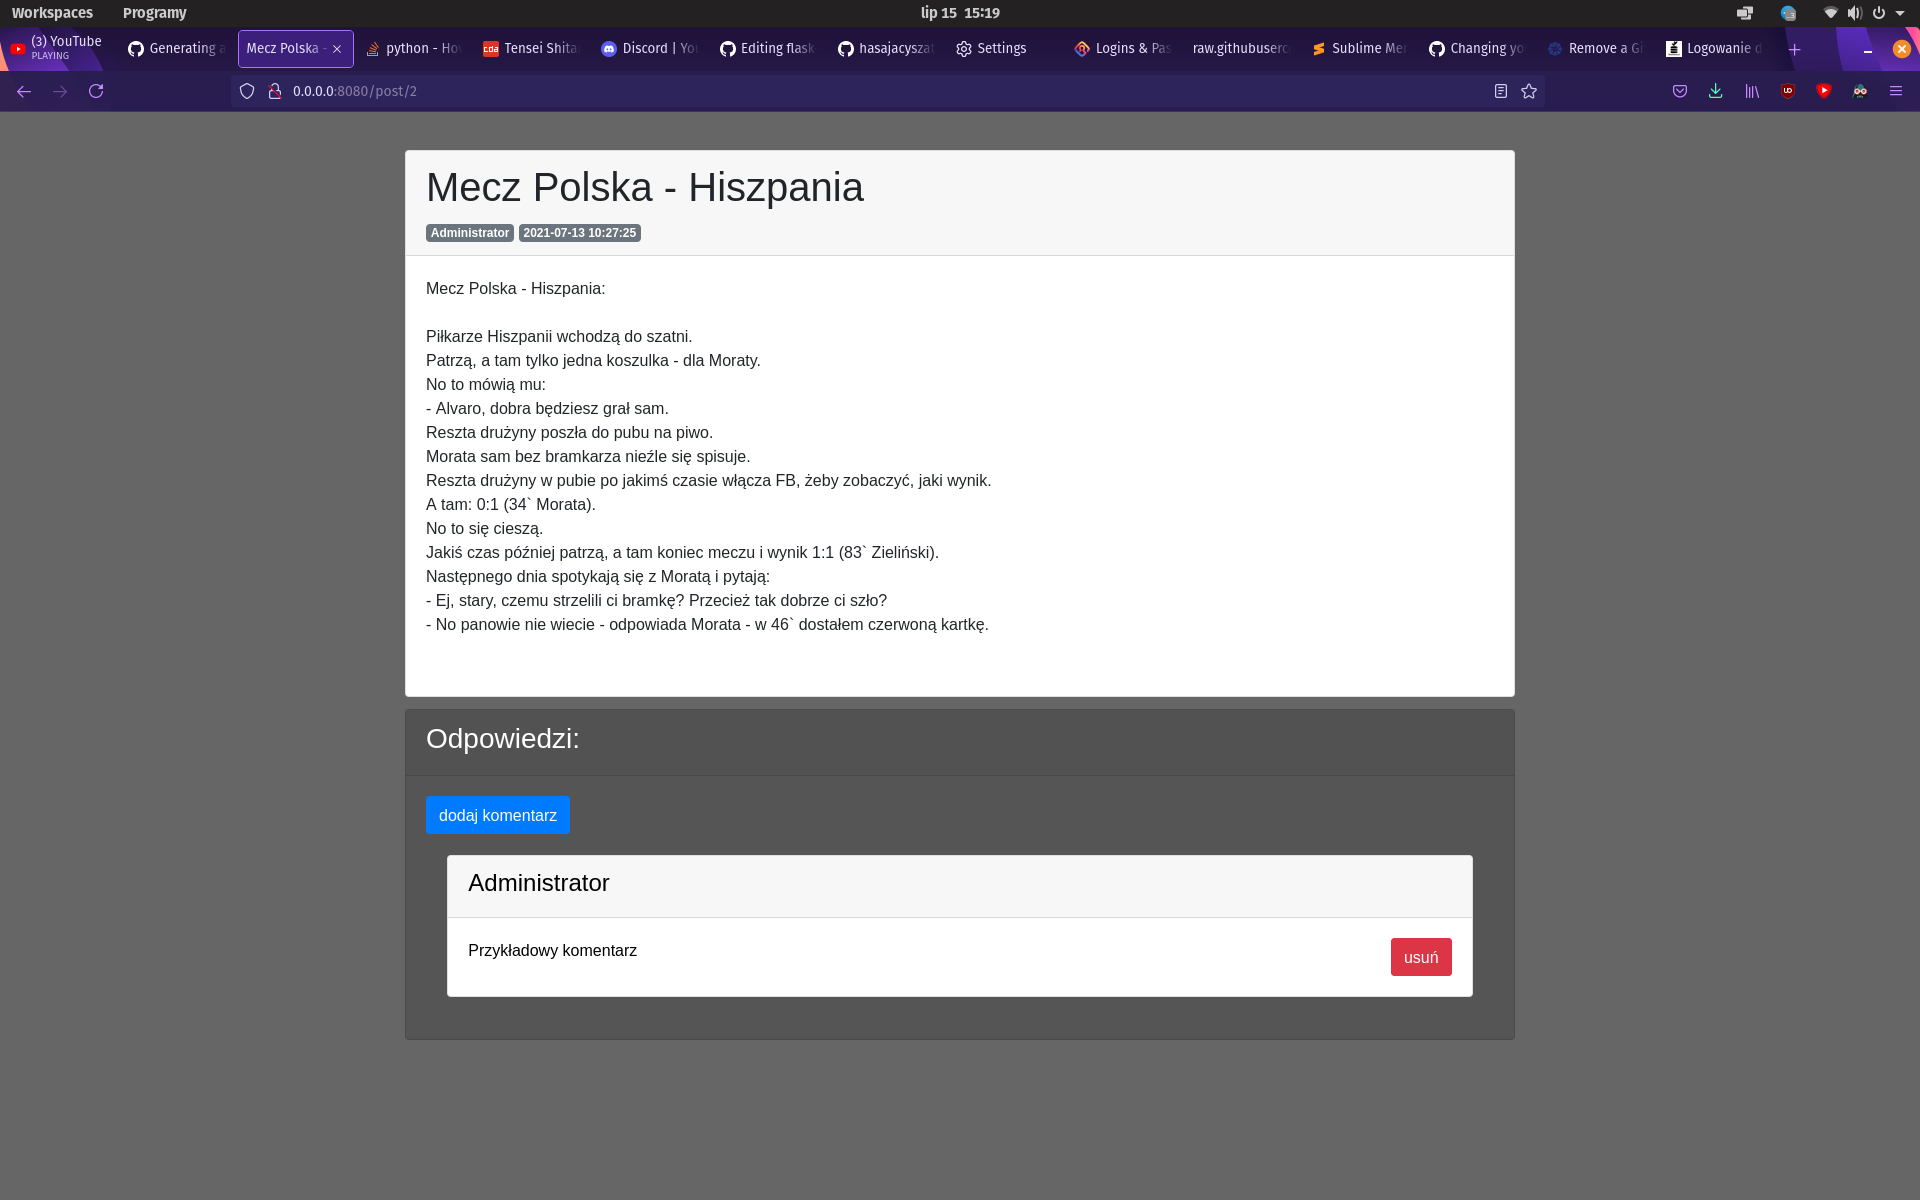 Workspaces Programy lip 15 15:19
(3) YouTube
PLAYING
Generating a
Mecz Polska -
python - How
Tensei Shita
Discord | You
Editing flask
hasajacyszat
Settings
Logins & Pas
raw.githubuserco
Sublime Mer
Changing yo
Remove a Gi
Logowanie d
0.0.0.0:8080/post/2
Mecz Polska - Hiszpania
Administrator 2021-07-13 10:27:25
Mecz Polska - Hiszpania:
Piłkarze Hiszpanii wchodzą do szatni.
Patrzą, a tam tylko jedna koszulka - dla Moraty.
No to mówią mu:
- Alvaro, dobra będziesz grał sam.
Reszta drużyny poszła do pubu na piwo.
Morata sam bez bramkarza nieźle się spisuje.
Reszta drużyny w pubie po jakimś czasie włącza FB, żeby zobaczyć, jaki wynik.
A tam: 0:1 (34` Morata).
No to się cieszą.
Jakiś czas później patrzą, a tam koniec meczu i wynik 1:1 (83` Zieliński).
Następnego dnia spotykają się z Moratą i pytają:
- Ej, stary, czemu strzelili ci bramkę? Przecież tak dobrze ci szło?
- No panowie nie wiecie - odpowiada Morata - w 46` dostałem czerwoną kartkę.
Odpowiedzi:
dodaj komentarz
Administrator
Przykładowy komentarz
usuń